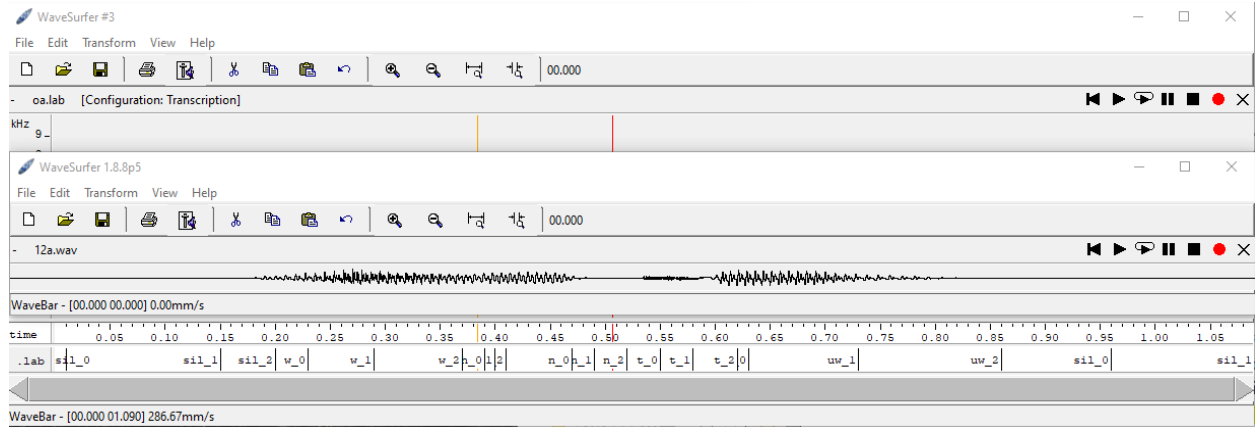 WaveSurfer #3
File Edit Transform View Help
00.000
- oa.lab [Configuration: Transcription]
kHz
9
WaveSurfer 1.8.8p5
File Edit Transform View Help
00.000
- 12a.wav
WaveBar - [00.000 00.000] 0.00mm/s
time 0.05 0.10 0.15 0.20 0.25 0.30 0.35 0.40 0.45 0.50 0.55 0.60 0.65 0.70 0.75 0.80 0.85 0.90 0.95 1.00 1.05
.lab sil_0 sil_1 sil_2 w_0 w_1 w_2 n_0 1 2 n_0 n_1 n_2 t_0 t_1 t_2 0 uw_1 uw_2 sil_0 sil_1
WaveBar - [00.000 01.090] 286.67mm/s